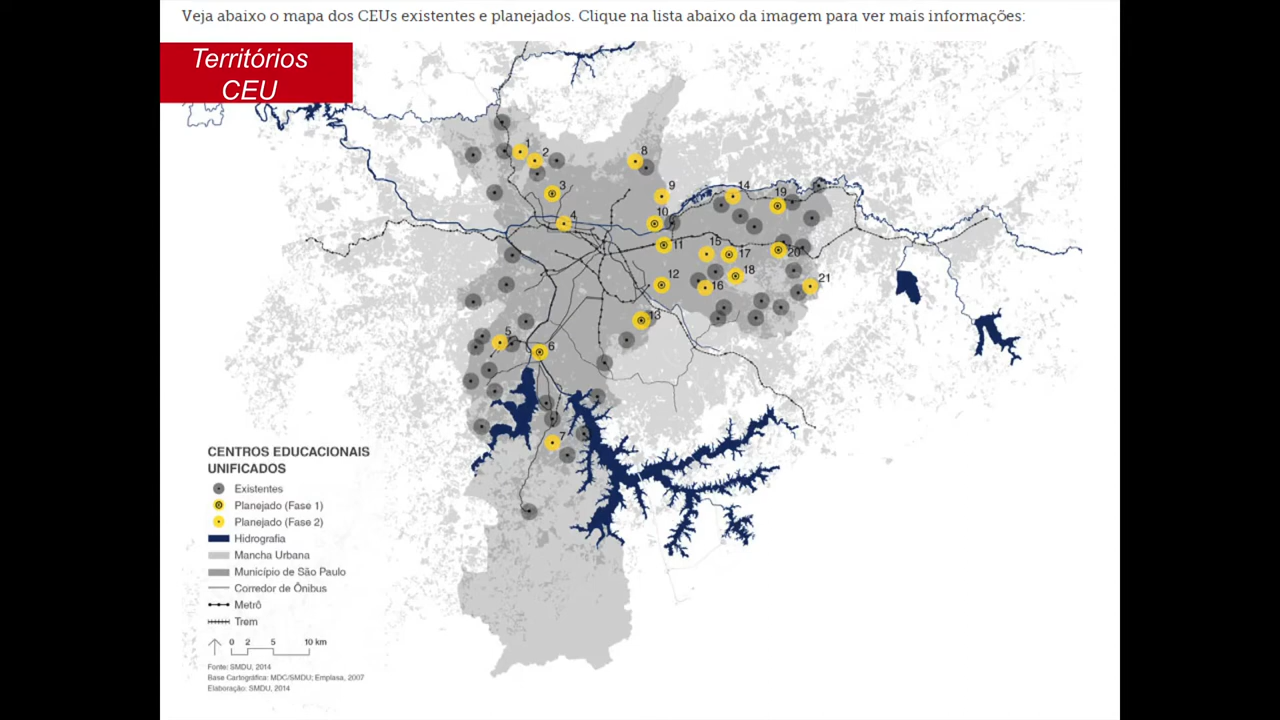 Veja abaixo o mapa dos CEUs existentes e planejados. Clique na lista abaixo da imagem para ver mais informações:
Territórios
CEU
1
2
8
3
9
14
19
4
10
11
15
17
20
12
18
16
21
13
5
6
7
CENTROS EDUCACIONAIS
UNIFICADOS
Existentes
Planejado (Fase 1)
Planejado (Fase 2)
Hidrografia
Mancha Urbana
Município de São Paulo
Corredor de Ônibus
Metrô
Trem
0 2 5 10 km
Fonte: SMDU, 2014
Base Cartográfica: MDC/SMDU; Emplasa, 2007
Elaboração: SMDU, 2014